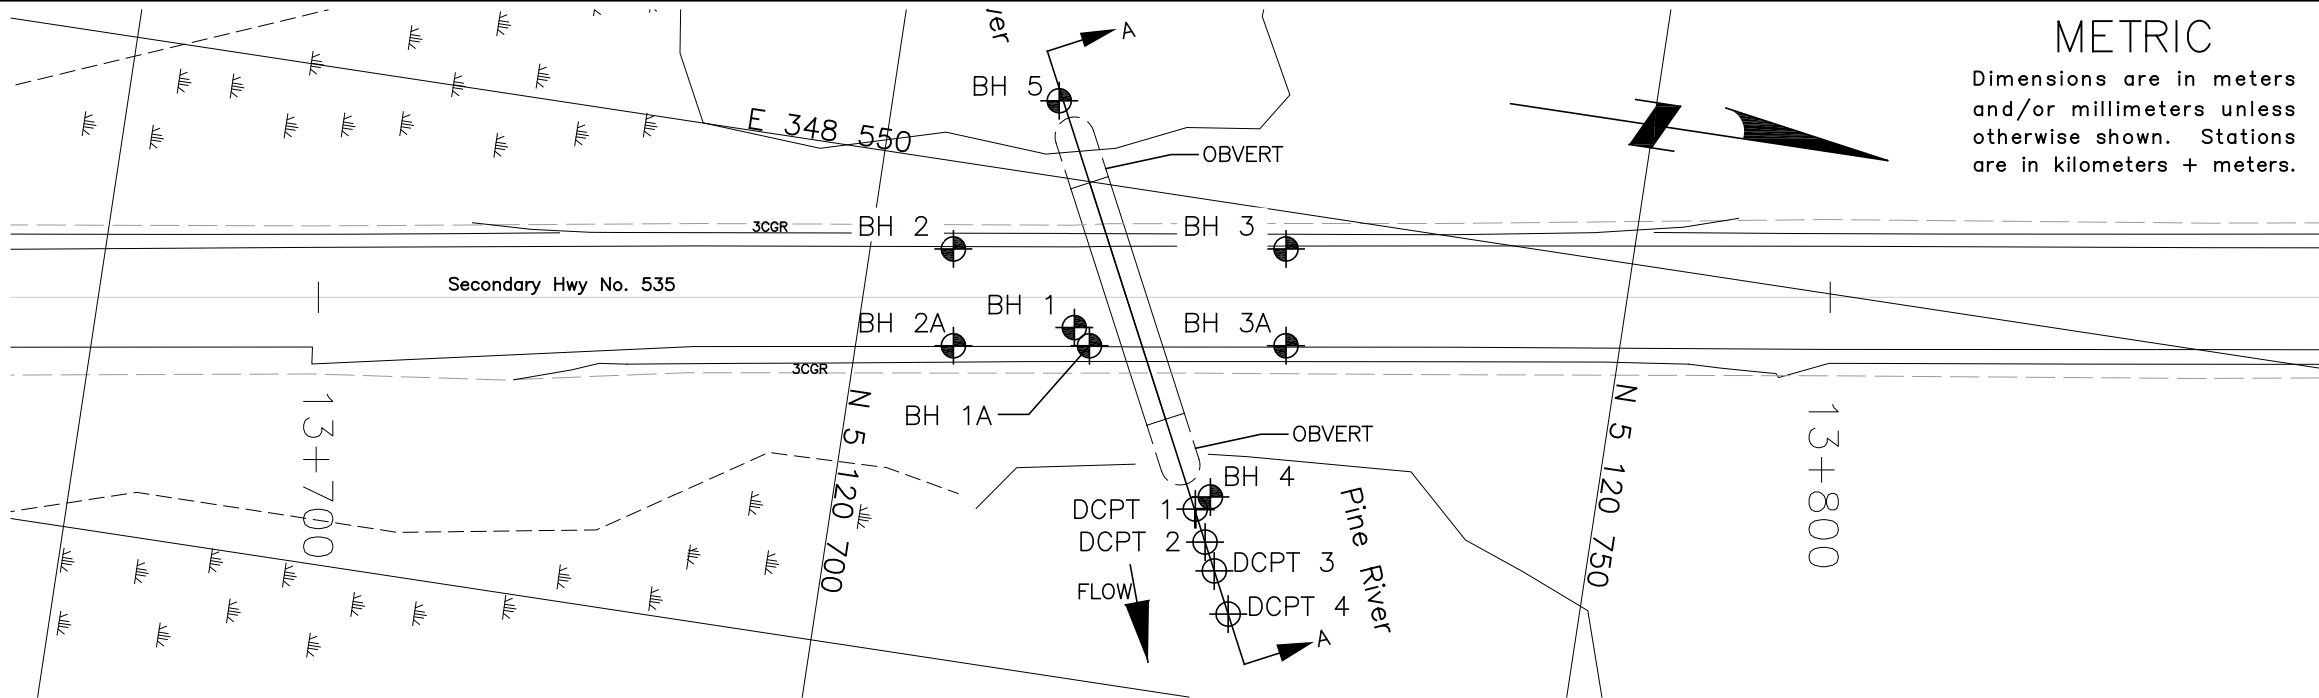 METRIC
Dimensions are in meters
and/or millimeters unless
otherwise shown. Stations
are in kilometers + meters.
ver
A
BH 5
E 348 550
OBVERT
3CGR
BH 2
BH 3
Secondary Hwy No. 535
BH 1
BH 2A
BH 3A
3CGR
BH 1A
13+700
N 5 120 700
N 5 120 750
13+800
OBVERT
BH 4
DCPT 1
DCPT 2
DCPT 3
DCPT 4
Pine River
FLOW
A